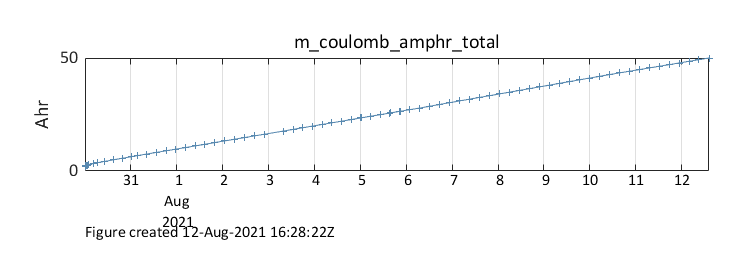 m_coulomb_amphr_total
50
Ahr
0
31 1 2 3 4 5 6 7 8 9 10 11 12
Aug
2021
Figure created 12-Aug-2021 16:28:22Z